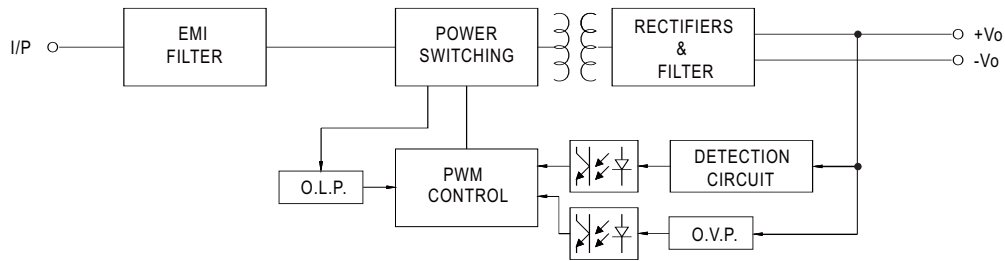 I/P
EMI
FILTER
POWER
SWITCHING
RECTIFIERS
&
FILTER
+Vo
-Vo
O.L.P.
PWM
CONTROL
DETECTION
CIRCUIT
O.V.P.